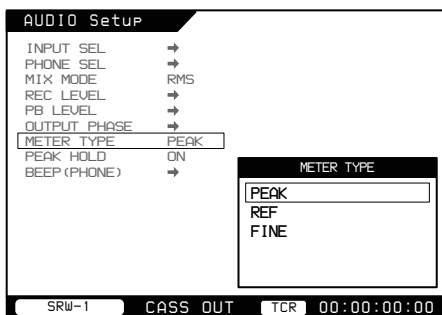 AUDIO Setup
INPUT SEL ➡
PHONE SEL ➡
MIX MODE RMS
REC LEVEL ➡
PB LEVEL ➡
OUTPUT PHASE ➡
METER TYPE PEAK
PEAK HOLD ON
BEEP(PHONE) ➡
METER TYPE
PEAK
REF
FINE
SRW-1 CASS OUT TCR 00:00:00:00